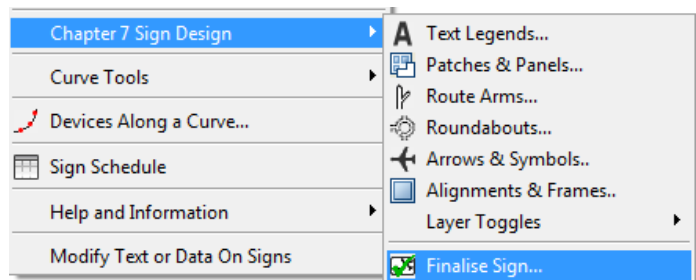 Chapter 7 Sign Design
Curve Tools
Devices Along a Curve...
Sign Schedule
Help and Information
Modify Text or Data On Signs
Text Legends...
Patches & Panels...
Route Arms...
Roundabouts...
Arrows & Symbols..
Alignments & Frames..
Layer Toggles
Finalise Sign...